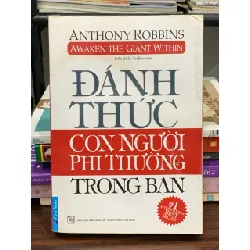 ANTHONY ROBBINS
AWAKEN THE GIANT WITHIN
ĐÁNH
THỨC
CON NGƯỜI
PHI THƯỜNG
TRONG BẠN